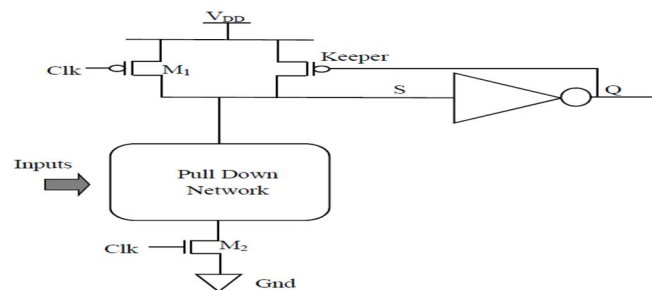 VDD
Keeper
Clk
M1
S
Q
Inputs
Pull Down
Network
Clk
M2
Gnd